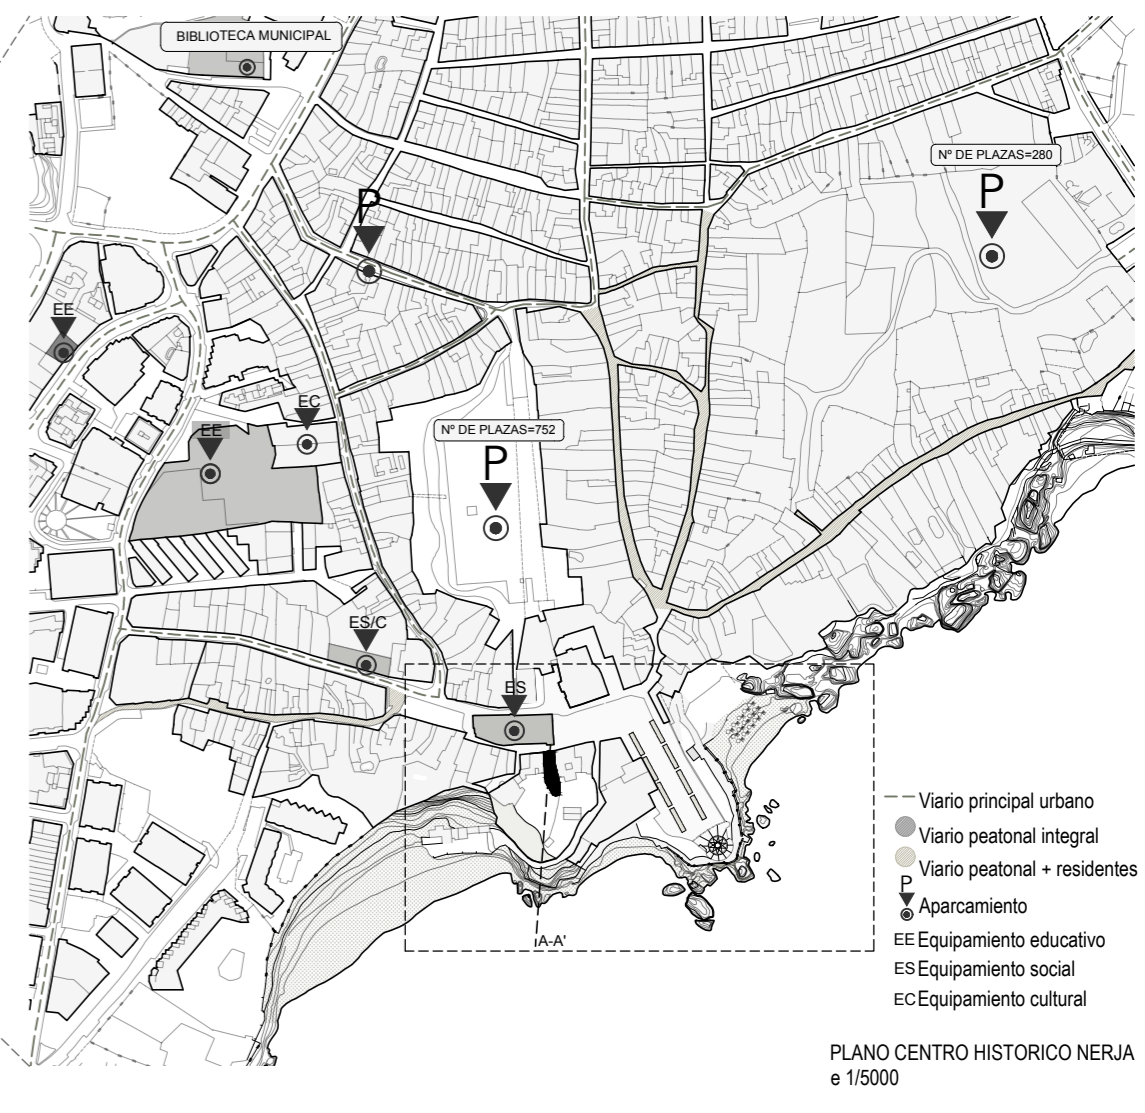 BIBLIOTECA MUNICIPAL
Nº DE PLAZAS=280
P
P
EE
EC
EE
Nº DE PLAZAS=752
P
ES/C
ES
A-A'
Viario principal urbano
Viario peatonal integral
Viario peatonal + residentes
P
Aparcamiento
EE Equipamiento educativo
ES Equipamiento social
EC Equipamiento cultural
PLANO CENTRO HISTORICO NERJA
e 1/5000